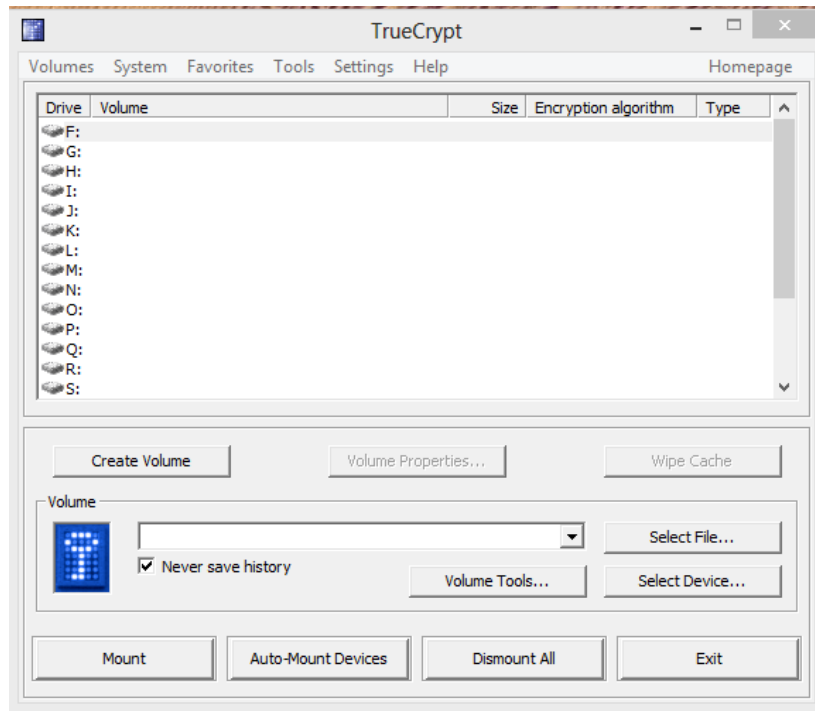 TrueCrypt
Volumes System Favorites Tools Settings Help Homepage
Drive Volume Size Encryption algorithm Type
F:
G:
H:
I:
J:
K:
L:
M:
N:
O:
P:
Q:
R:
S:
Create Volume Volume Properties... Wipe Cache
Volume
Select File...
Never save history
Volume Tools... Select Device...
Mount Auto-Mount Devices Dismount All Exit